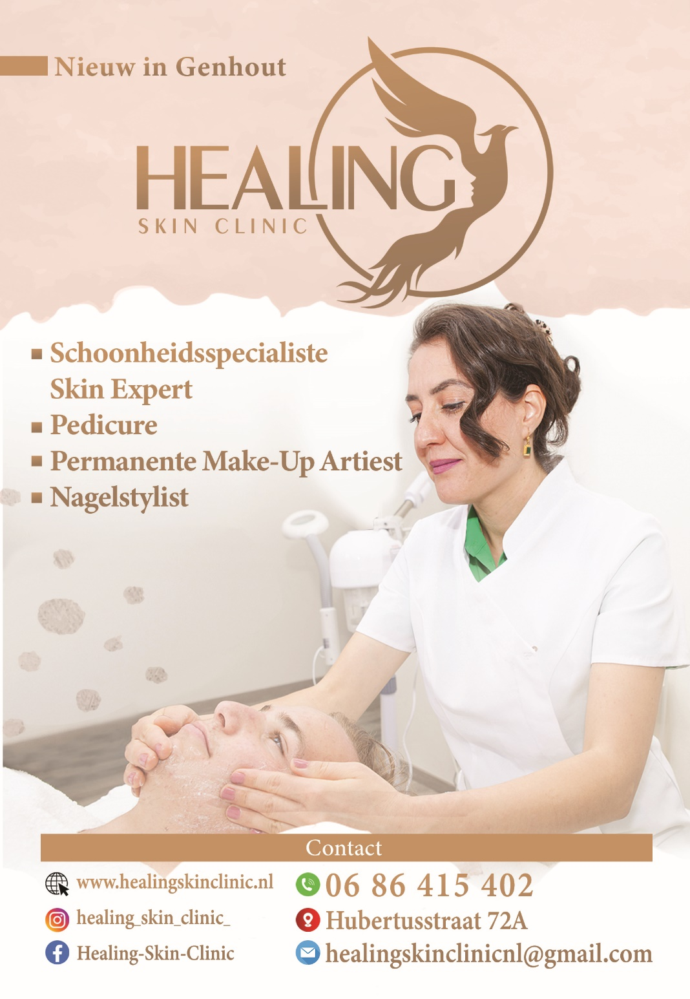 Nieuw in Genhout
HEALING
SKIN CLINIC
Schoonheidsspecialiste
Skin Expert
Pedicure
Permanente Make-Up Artiest
Nagelstylist
Contact
www.healingskinclinic.nl
06 86 415 402
healing_skin_clinic_
Hubertusstraat 72A
Healing-Skin-Clinic
healingskinclinicnl@gmail.com